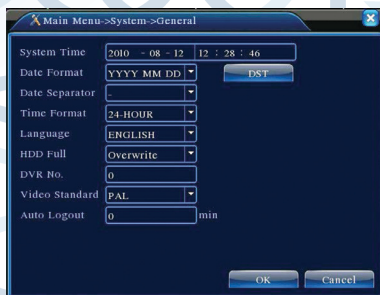 Main Menu->System->General
System Time 2010 - 08 - 12 12 : 28 : 46
Date Format YYYY MM DD DST
Date Separator -
Time Format 24-HOUR
Language ENGLISH
HDD Full Overwrite
DVR No. 0
Video Standard PAL
Auto Logout 0 min
OK Cancel